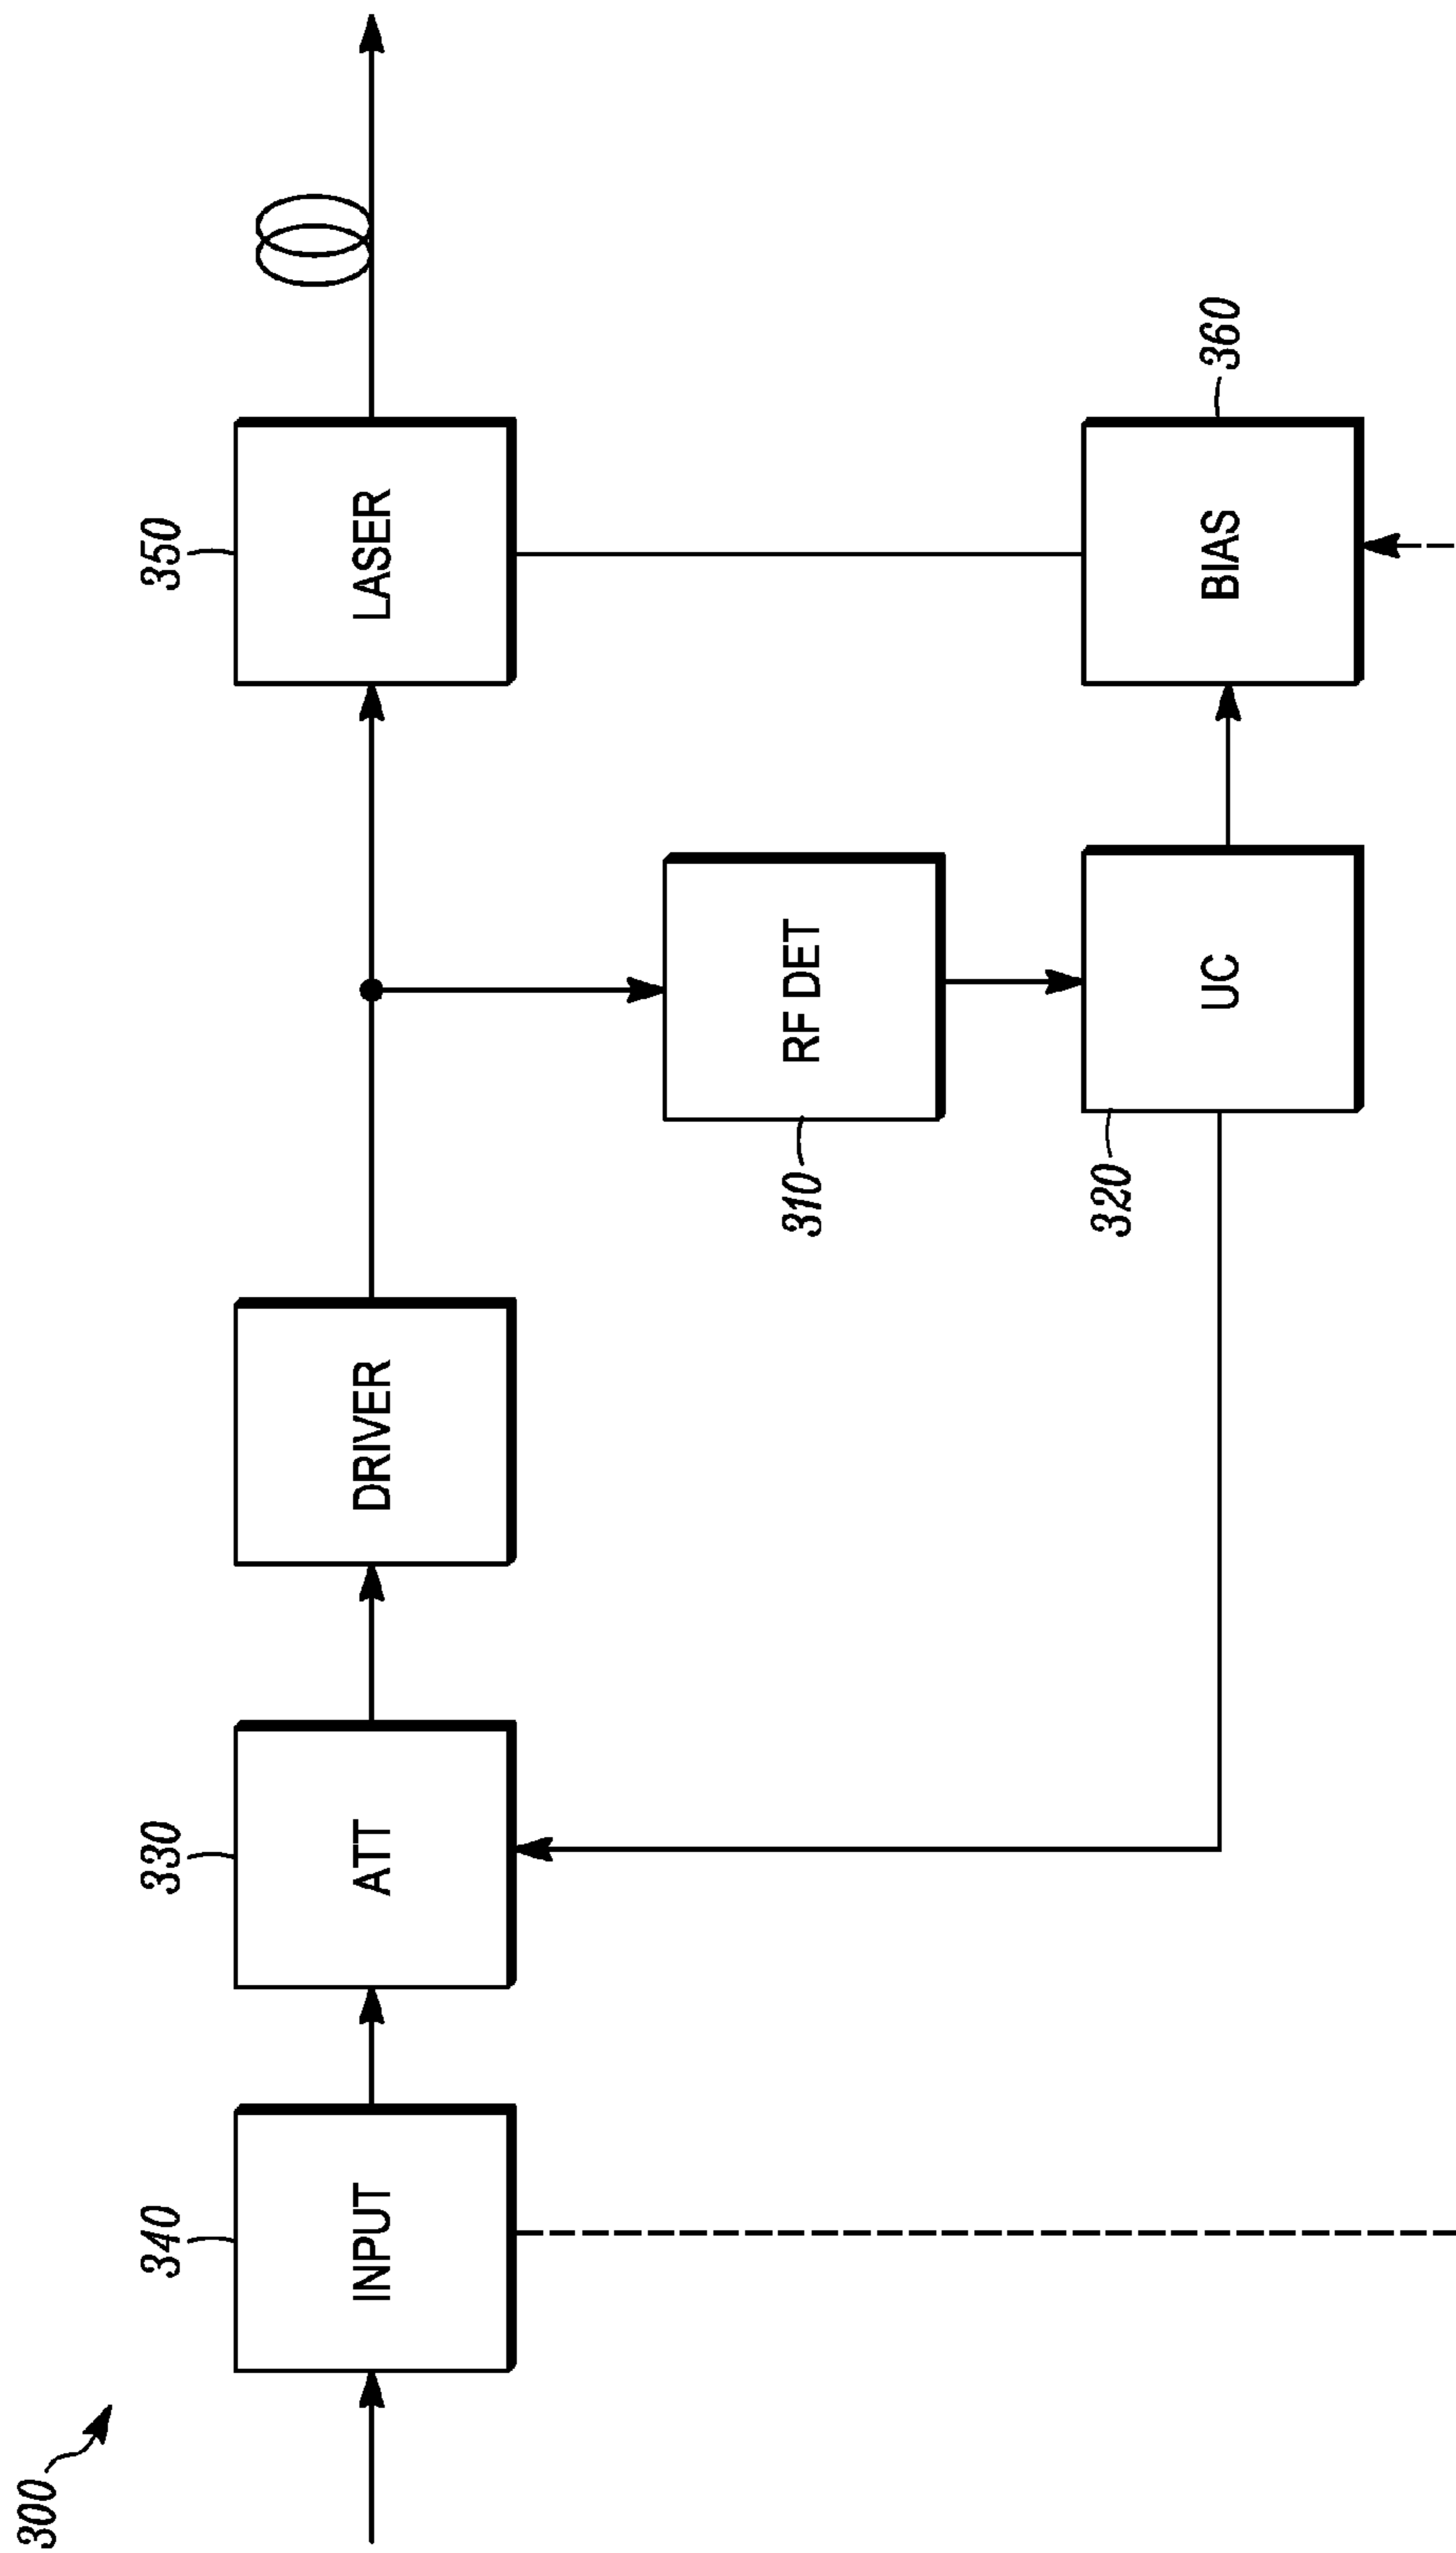 300
340
INPUT
330
ATT
DRIVER
350
LASER
310
RF DET
320
UC
360
BIAS